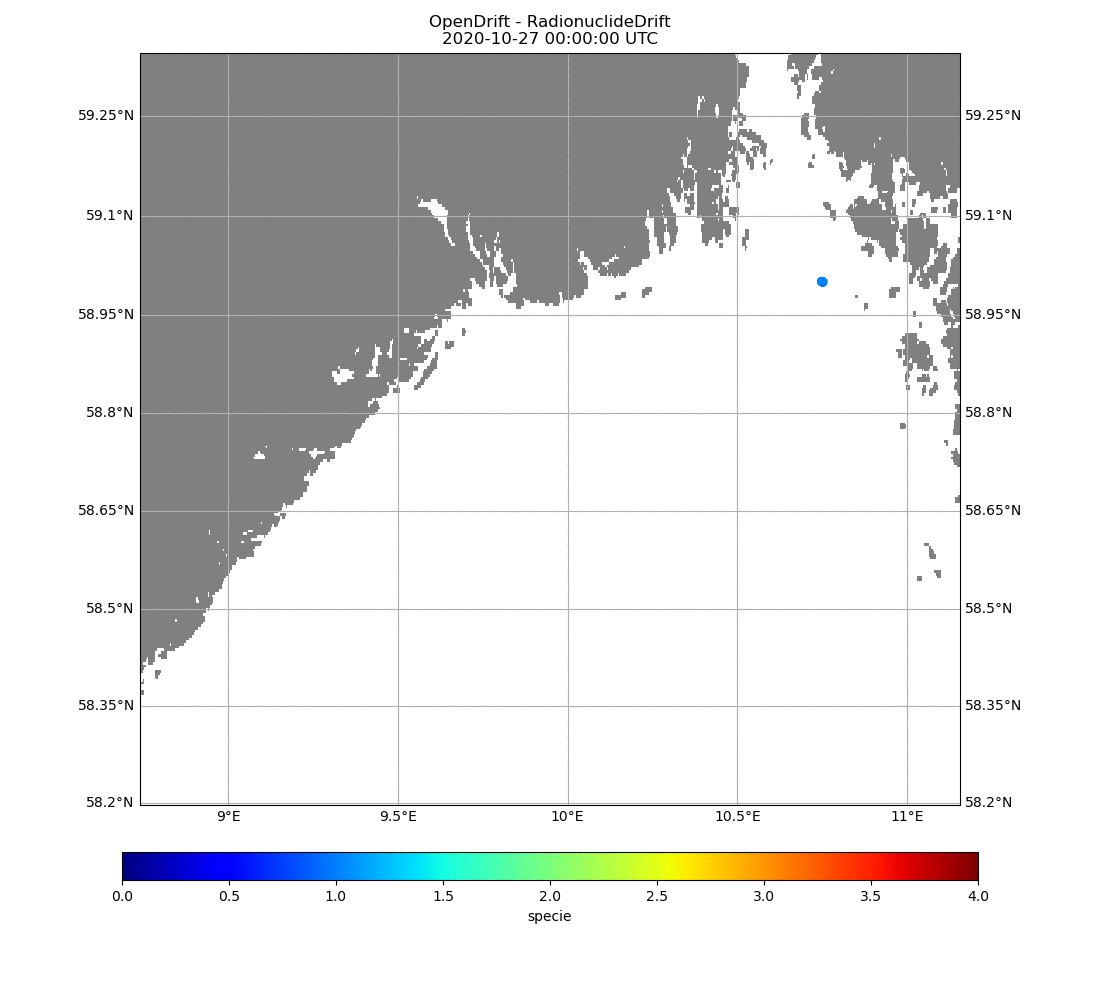 OpenDrift - RadionuclideDrift
2020-10-27 00:00:00 UTC
59.25°N 59.25°N
59.1°N 59.1°N
58.95°N 58.95°N
58.8°N 58.8°N
58.65°N 58.65°N
58.5°N 58.5°N
58.35°N 58.35°N
58.2°N 58.2°N
9°E 9.5°E 10°E 10.5°E 11°E
0.0 0.5 1.0 1.5 2.0 2.5 3.0 3.5 4.0
specie